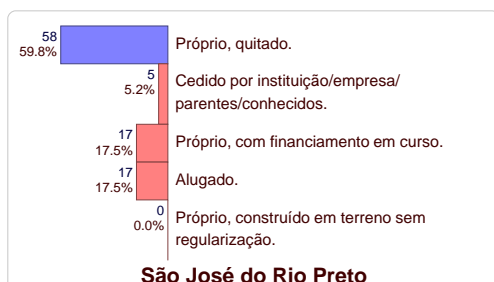 58
59.8%
Próprio, quitado.
5
5.2%
Cedido por instituição/empresa/
parentes/conhecidos.
17
17.5%
Próprio, com financiamento em curso.
17
17.5%
Alugado.
0
0.0%
Próprio, construído em terreno sem
regularização.
São José do Rio Preto